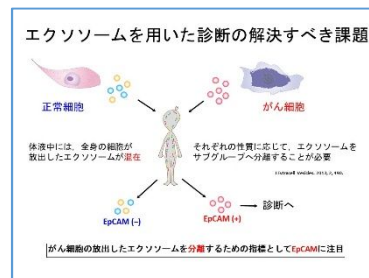 エクソソームを用いた診断の解決すべき課題
正常細胞
がん細胞
体液中には、全身の細胞が
放出したエクソソームが混在
それぞれの性質に応じて、エクソソームを
サブグループへ分離することが必要
EpCAM (−)
EpCAM (+)
診断へ
がん細胞の放出したエクソソームを分離するための指標としてEpCAMに注目